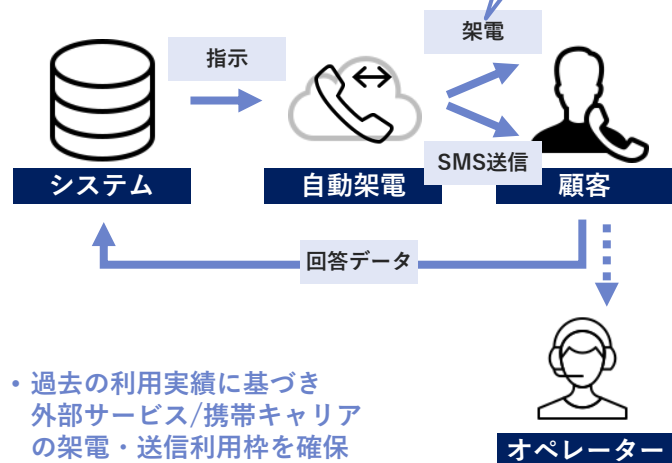 架電
指示
SMS送信
システム
自動架電
顧客
回答データ
・過去の利用実績に基づき
外部サービス/携帯キャリア
の架電・送信利用枠を確保
オペレーター